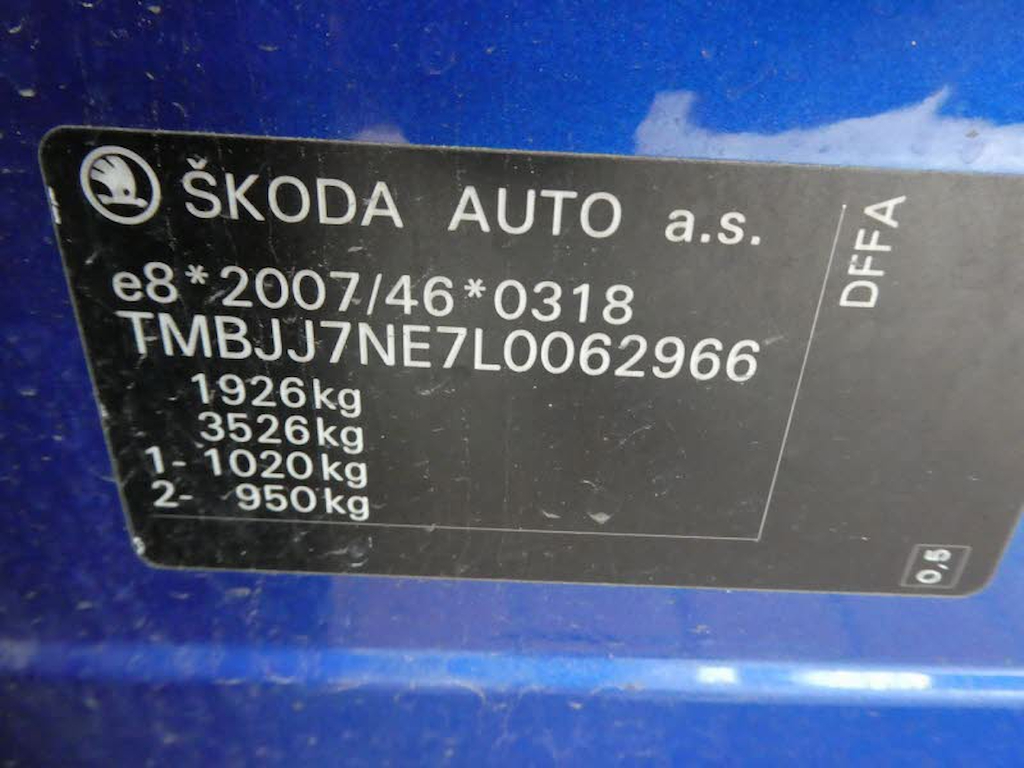 ŠKODA AUTO a.s.
e8*2007/46*0318
TMBJJ7NE7L0062966
1926kg
3526kg
1- 1020kg
2- 950kg
DFFA
0,5